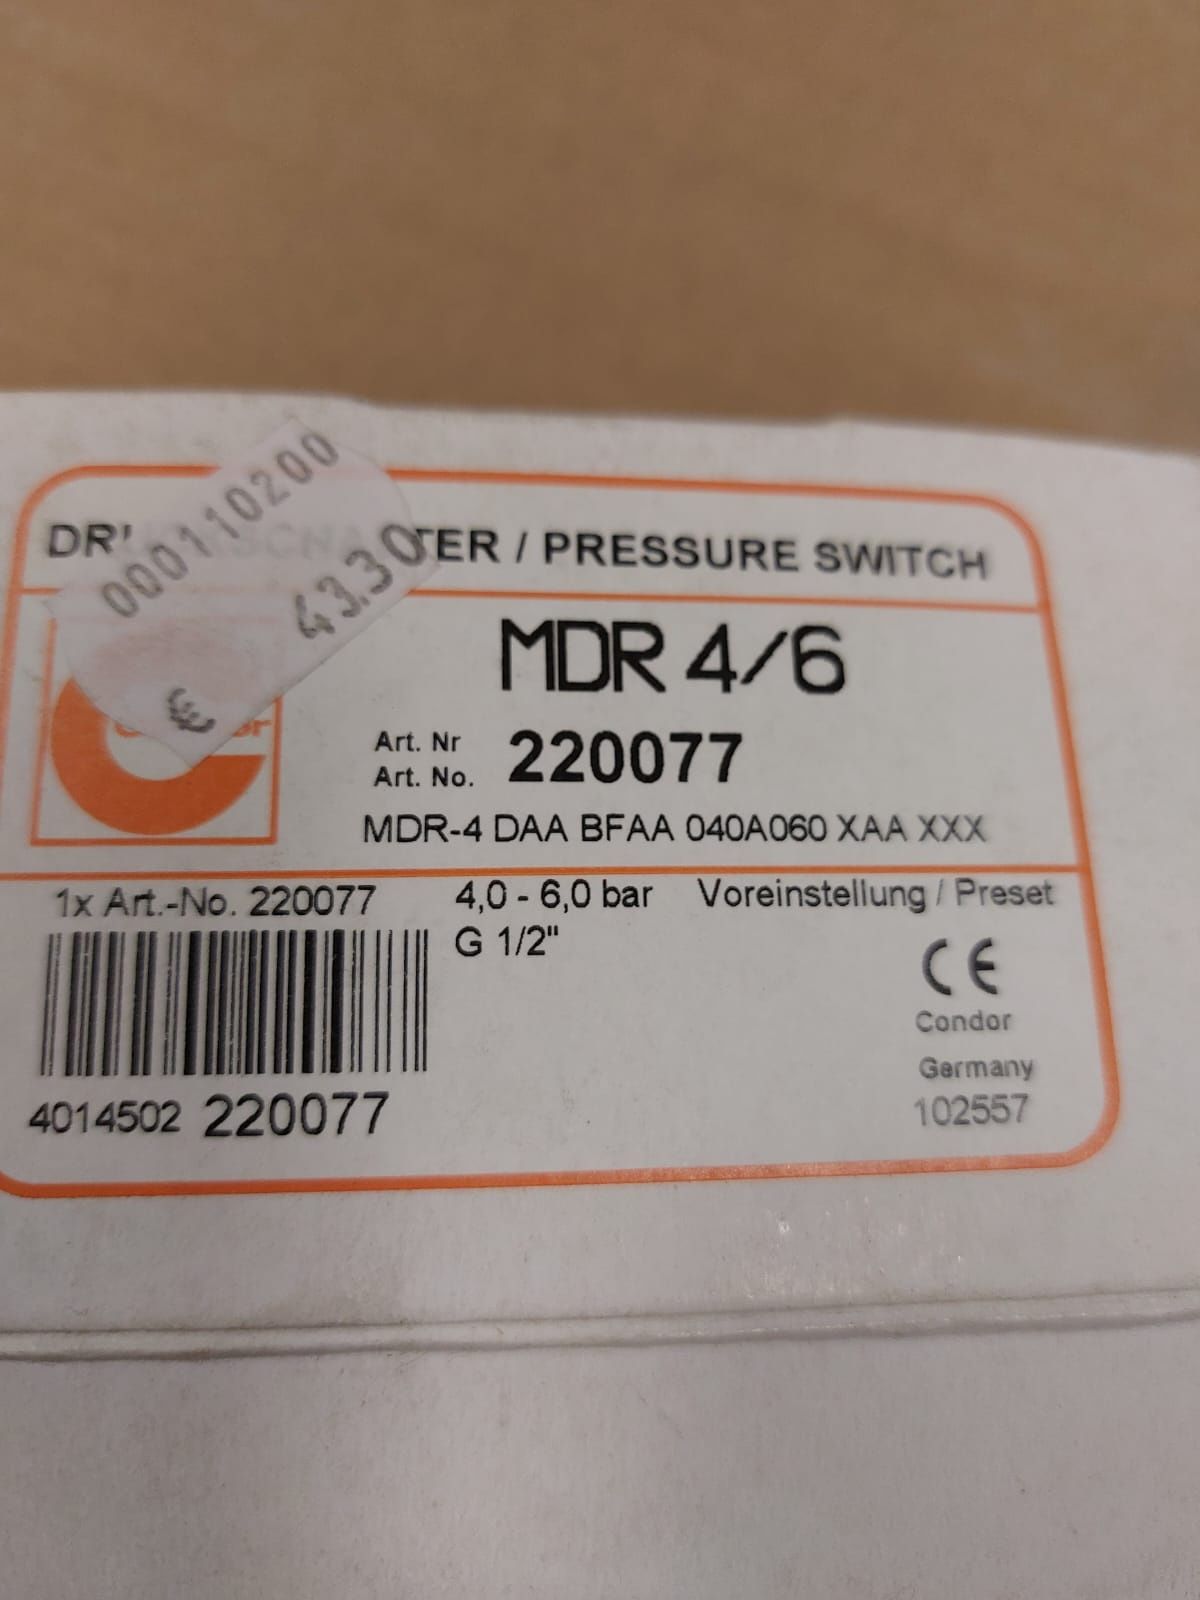 000110200
43.30
€
DR TER / PRESSURE SWITCH
MDR 4/6
Art. Nr
Art. No. 220077
MDR-4 DAA BFAA 040A060 XAA XXX
1x Art.-No. 220077 4,0 - 6,0 bar Voreinstellung / Preset
G 1/2"
CE
Condor
Germany
4014502 220077
102557